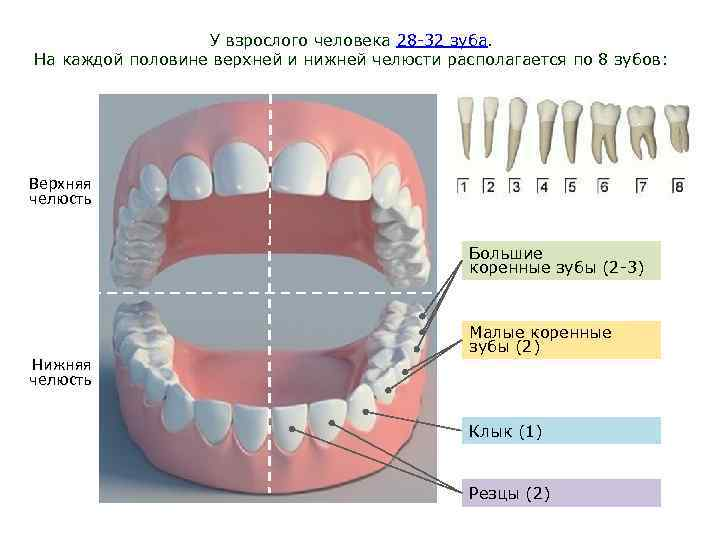 У взрослого человека 28-32 зуба.
На каждой половине верхней и нижней челюсти располагается по 8 зубов:
1 2 3 4 5 6 7 8
Верхняя
челюсть
Большие
коренные зубы (2-3)
Малые коренные
зубы (2)
Нижняя
челюсть
Клык (1)
Резцы (2)